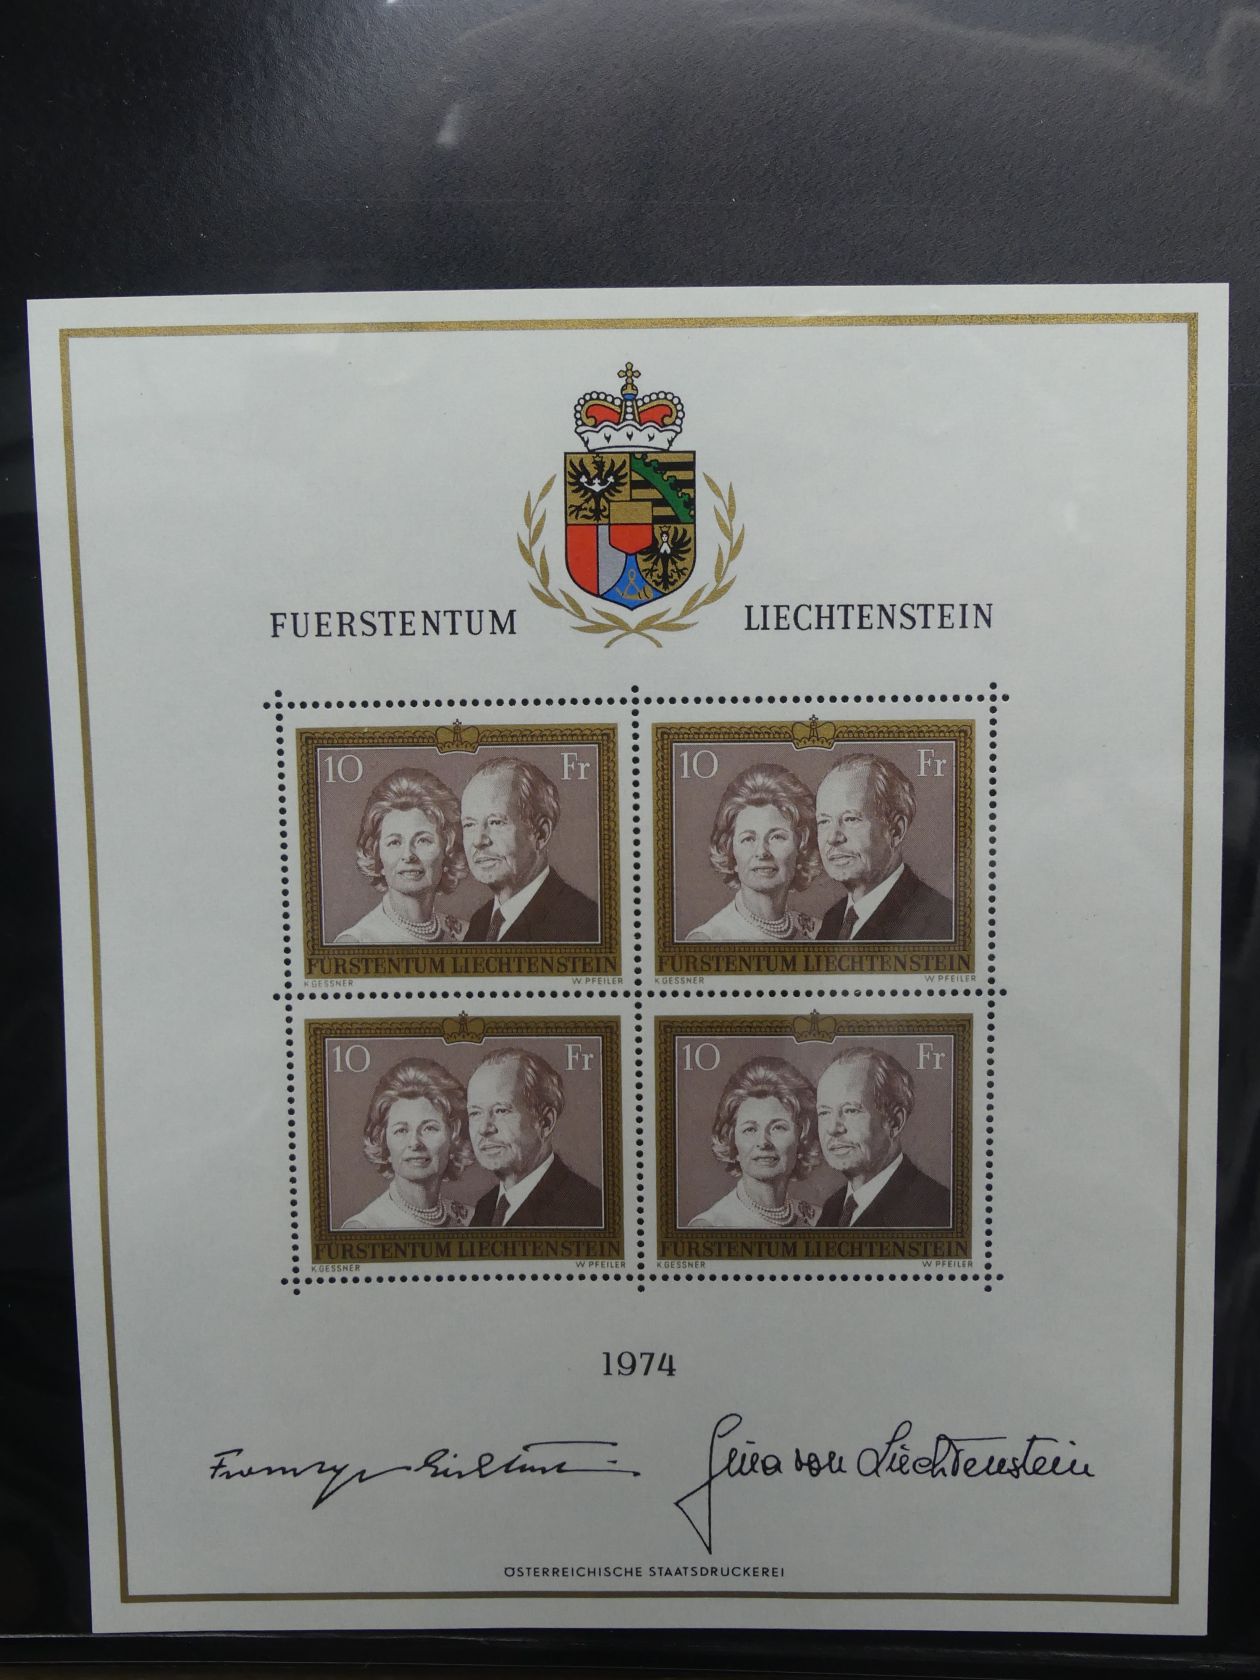 FUERSTENTUM LIECHTENSTEIN
10 Fr 10 Fr
FÜRSTENTUM LIECHTENSTEIN FÜRSTENTUM LIECHTENSTEIN
K GESSNER W PFEILER K GESSNER W PFEILER
10 Fr 10 Fr
FÜRSTENTUM LIECHTENSTEIN FÜRSTENTUM LIECHTENSTEIN
K GESSNER W PFEILER K GESSNER W PFEILER
1974
Gina von Liechtenstein
ÖSTERREICHISCHE STAATSDRUCKEREI